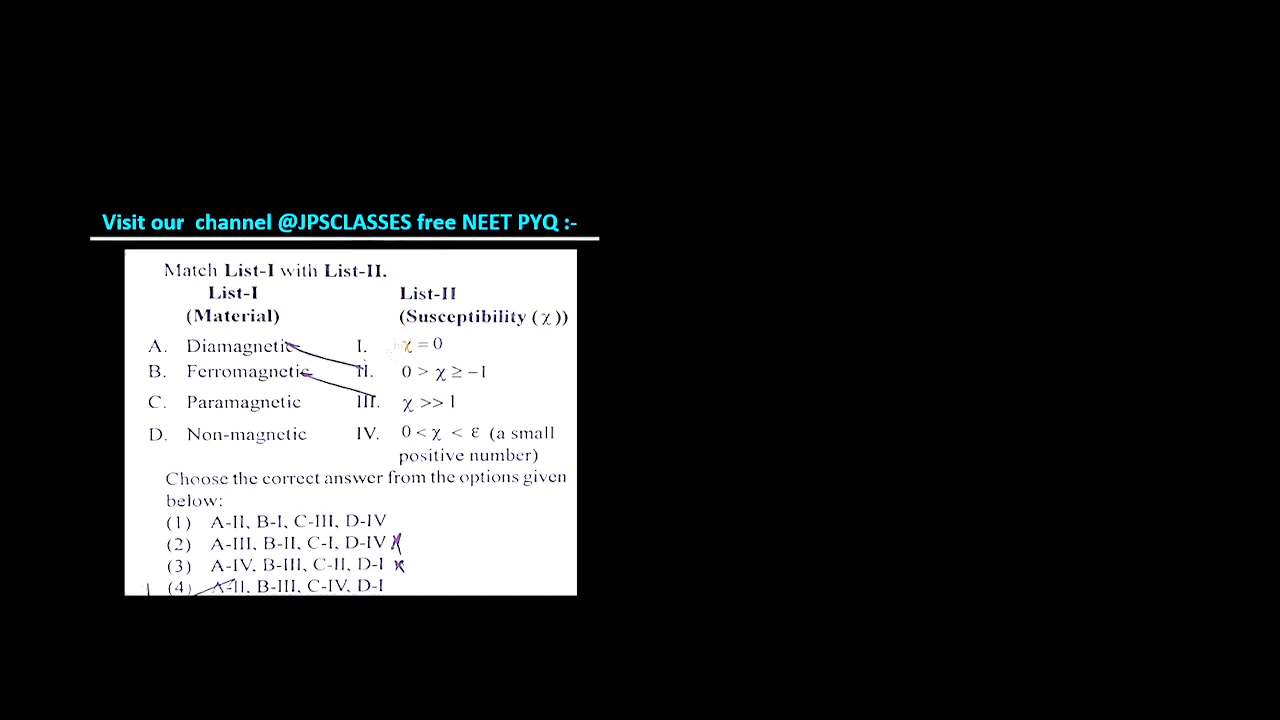 Visit our channel @JPSCLASSES free NEET PYQ :-
Match List-I with List-II.
List-I List-II
(Material) (Susceptibility (χ))
A. Diamagnetic I. χ = 0
B. Ferromagnetic II. 0 > χ ≥ −1
C. Paramagnetic III. χ >> 1
D. Non-magnetic IV. 0 < χ < ε (a small
positive number)
Choose the correct answer from the options given
below:
(1) A-II, B-I, C-III, D-IV
(2) A-III, B-II, C-I, D-IV
(3) A-IV, B-III, C-II, D-I
(4) A-II, B-III, C-IV, D-I